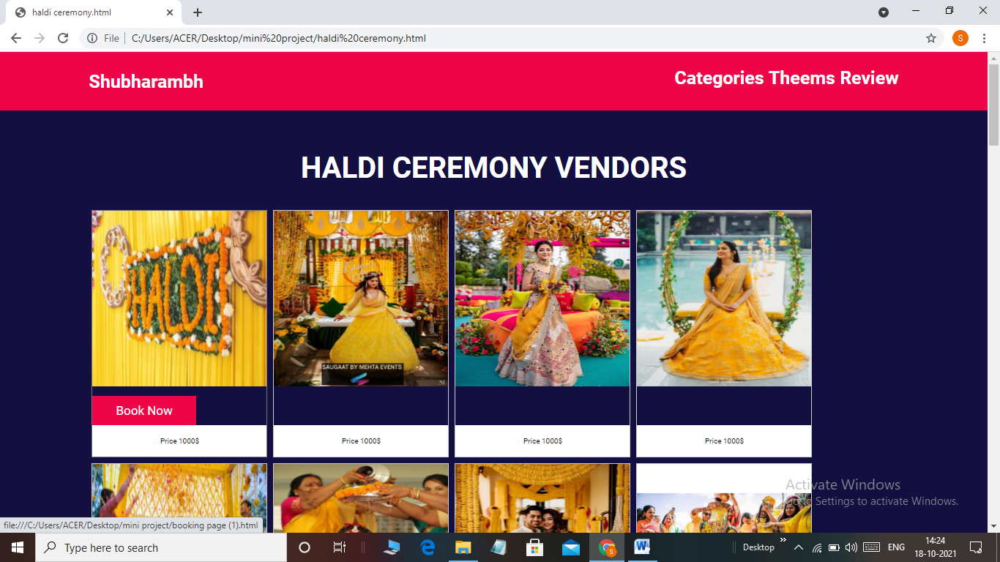 haldi ceremony.html
File
C:/Users/ACER/Desktop/mini%20project/haldi%20ceremony.html
S
Shubharambh
Categories Theems Review
HALDI CEREMONY VENDORS
HALDI
SAUGAAT BY MEHTA EVENTS
Book Now
Price 1000$
Price 1000$
Price 1000$
Price 1000$
Activate Windows
Go to Settings to activate Windows.
file:///C:/Users/ACER/Desktop/mini project/booking page (1).html
Type here to search
Desktop
ENG
14:24
18-10-2021